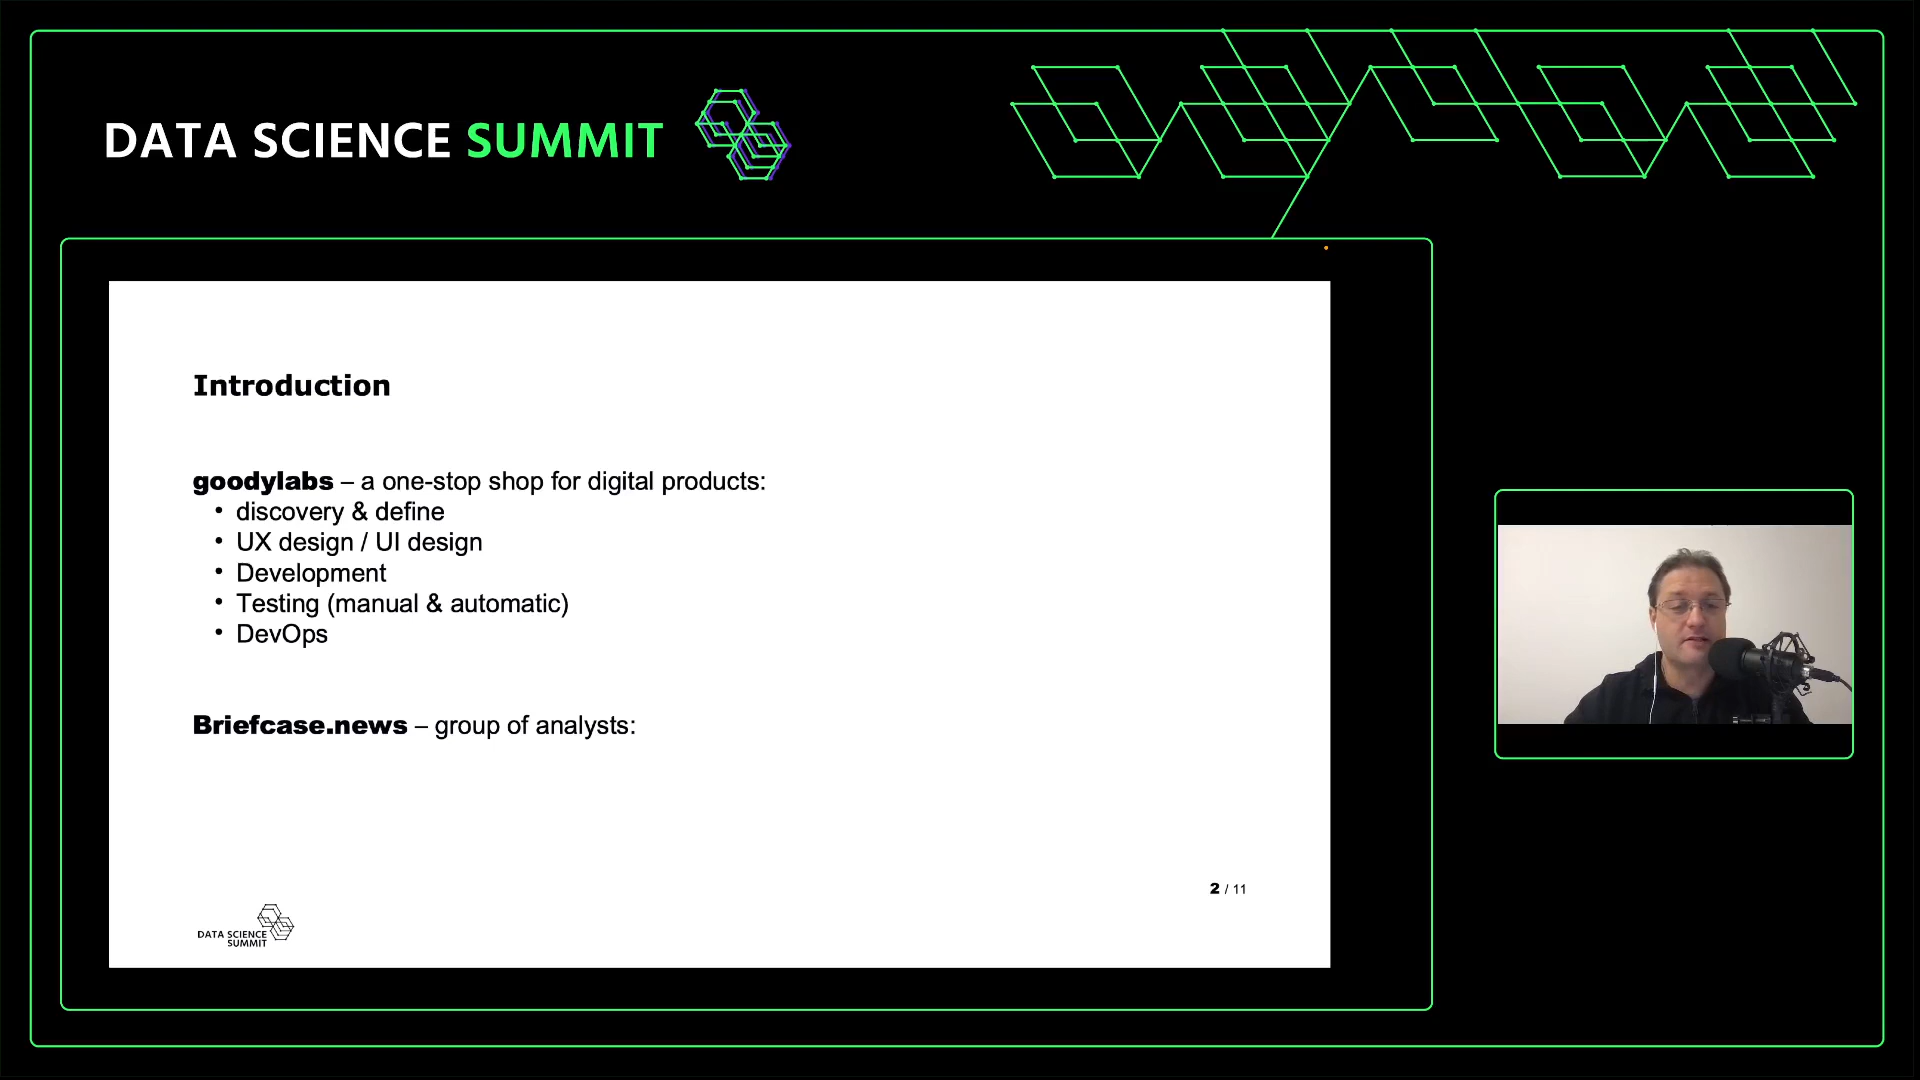 DATA SCIENCE SUMMIT
Introduction
goodylabs – a one-stop shop for digital products:
• discovery & define
• UX design / UI design
• Development
• Testing (manual & automatic)
• DevOps
Briefcase.news – group of analysts:
2 / 11
DATA SCIENCE
SUMMIT